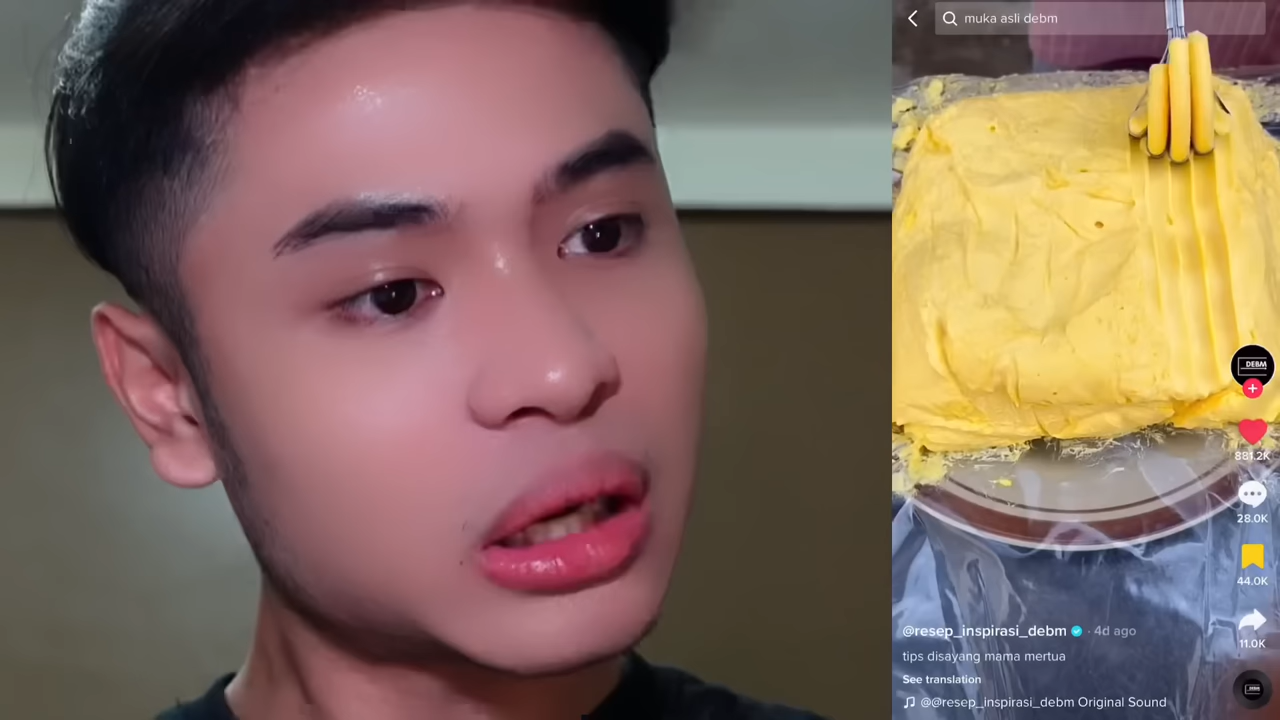 muka asli debm
DEBM
881.2K
28.0K
44.0K
11.0K
@resep_inspirasi_debm · 4d ago
tips disayang mama mertua
See translation
@@resep_inspirasi_debm Original Sound